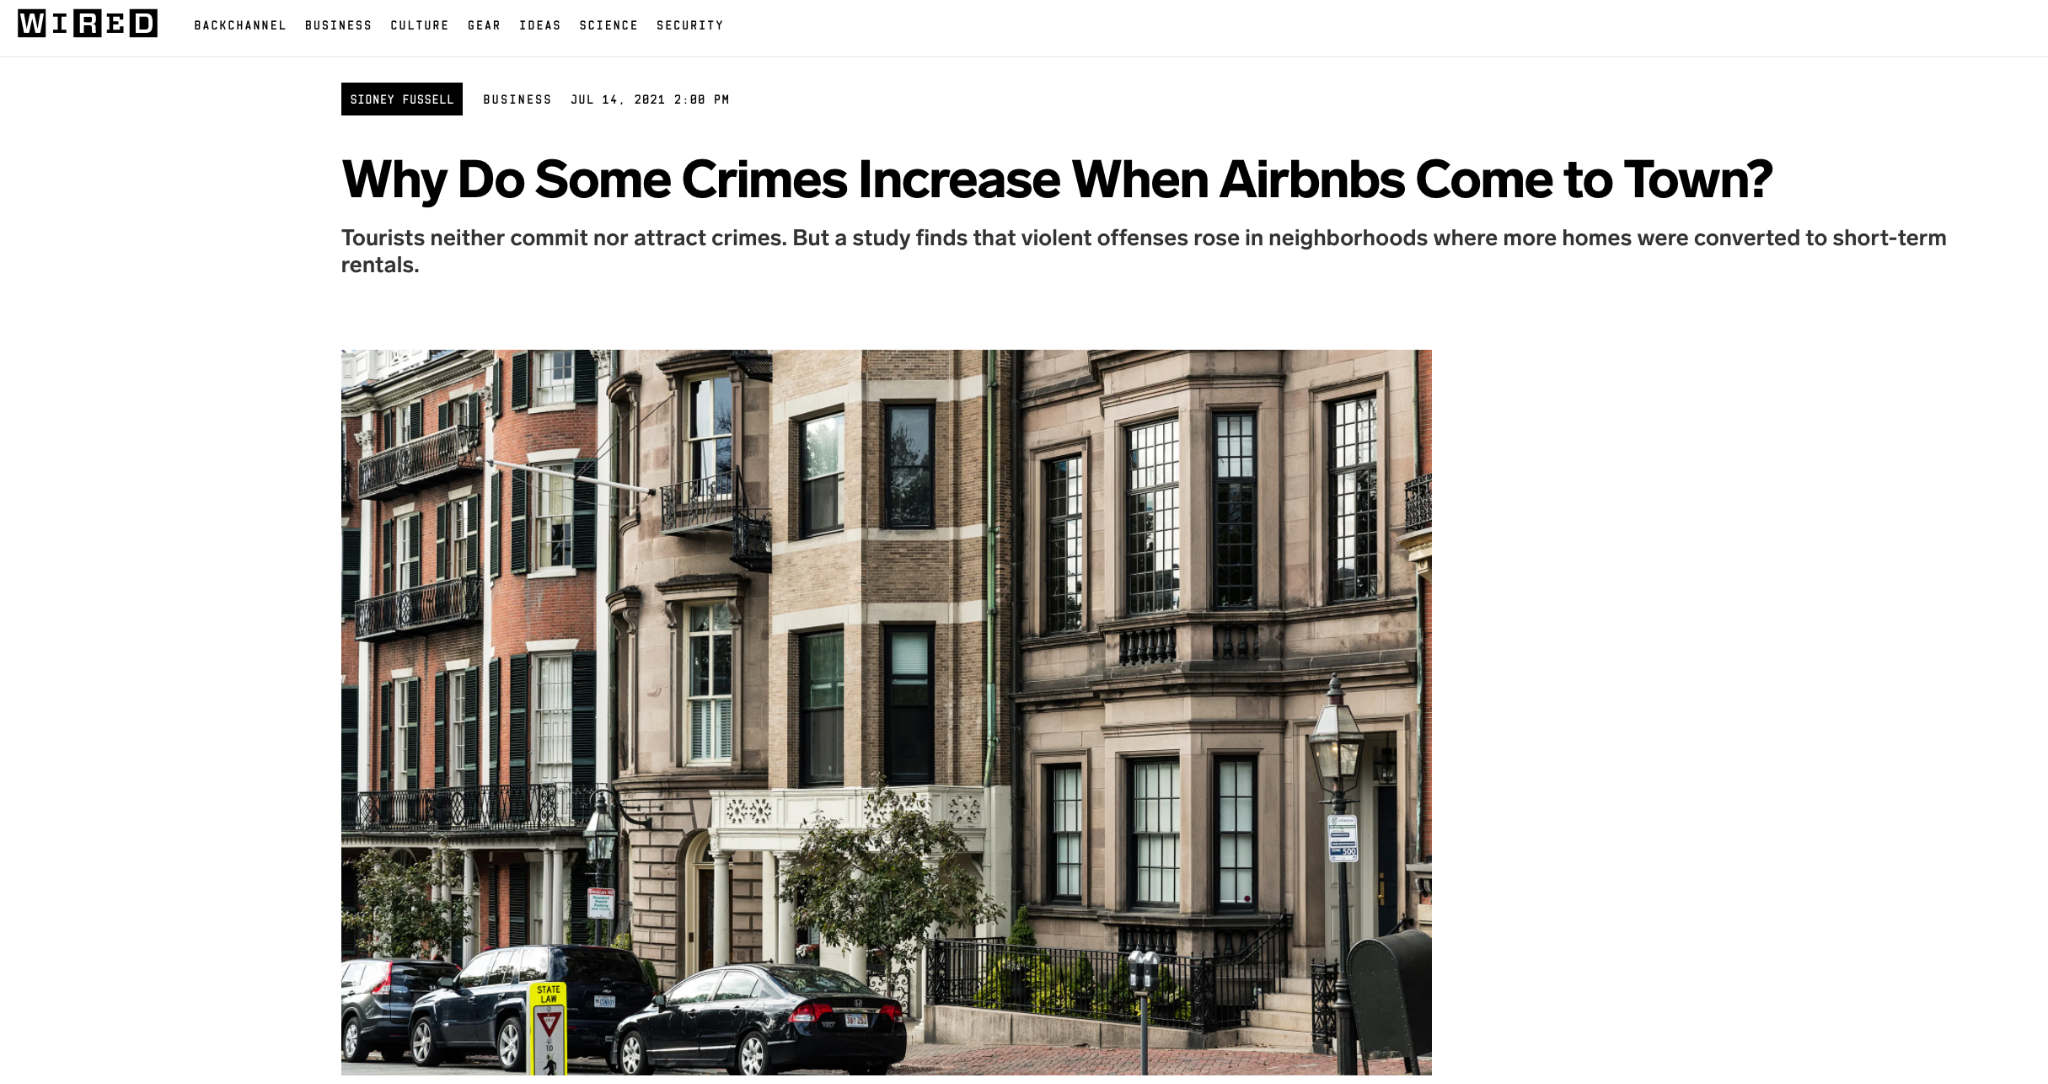 WIRED
BACKCHANNEL BUSINESS CULTURE GEAR IDEAS SCIENCE SECURITY
SIDNEY FUSSELL BUSINESS JUL 14, 2021 2:00 PM
Why Do Some Crimes Increase When Airbnbs Come to Town?
Tourists neither commit nor attract crimes. But a study finds that violent offenses rose in neighborhoods where more homes were converted to short-term
rentals.
STATE
LAW
TO